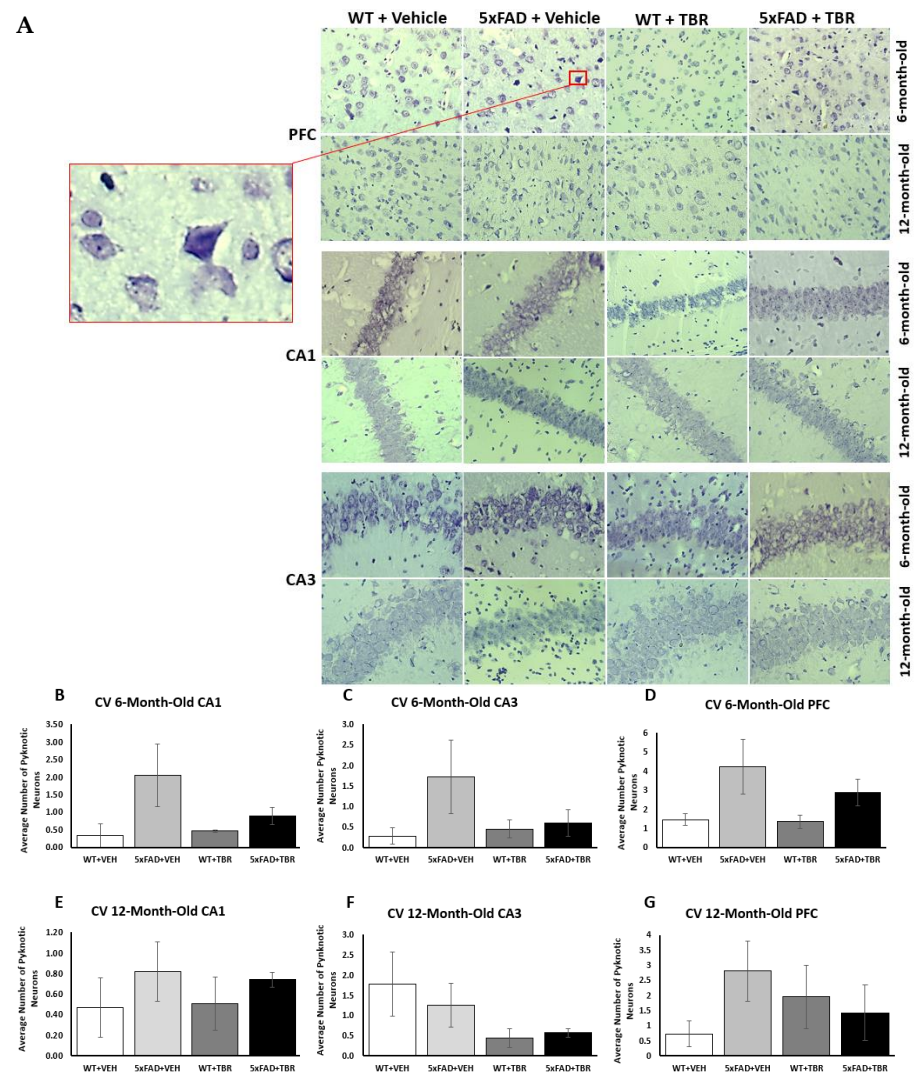 A
WT + Vehicle 5xFAD + Vehicle WT + TBR 5xFAD + TBR
6-month-old
PFC
12-month-old
6-month-old
CA1
12-month-old
6-month-old
CA3
12-month-old
B
CV 6-Month-Old CA1
Average Number of Pyknotic
Neurons
3.50
3.00
2.50
2.00
1.50
1.00
0.50
0.00
WT+VEH 5xFAD+VEH WT+TBR 5xFAD+TBR
C
CV 6-Month-Old CA3
Average Number Pyknotic
Neurons
3.0
2.5
2.0
1.5
1.0
0.5
0.0
WT+VEH 5xFAD+VEH WT+TBR 5xFAD+TBR
D
CV 6-Month-Old PFC
Average Number Pyknotic
Neurons
6
5
4
3
2
1
0
WT+VEH 5xFAD+VEH WT+TBR 5xFAD+TBR
E
CV 12-Month-Old CA1
Average Number of Pyknotic
Neurons
1.20
1.00
0.80
0.60
0.40
0.20
0.00
WT+VEH 5xFAD+VEH WT+TBR 5xFAD+TBR
F
CV 12-Month-Old CA3
Average Number of Pynknotic
Neurons
3.0
2.5
2.0
1.5
1.0
0.5
0.0
WT+VEH 5xFAD+VEH WT+TBR 5xFAD+TBR
G
CV 12-Month-Old PFC
Average Number of Pyknotic
Neurons
4
3.5
3
2.5
2
1.5
1
0.5
0
WT+VEH 5xFAD+VEH WT+TBR 5xFAD+TBR